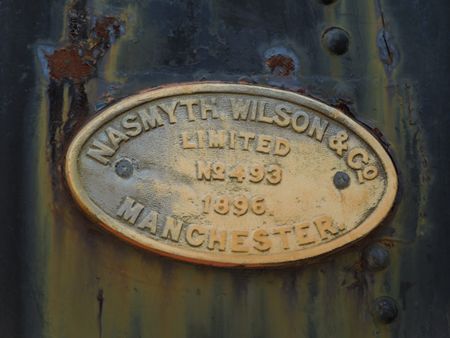 NASMYTH, WILSON & Co.
LIMITED
No 493
1896.
MANCHESTER.